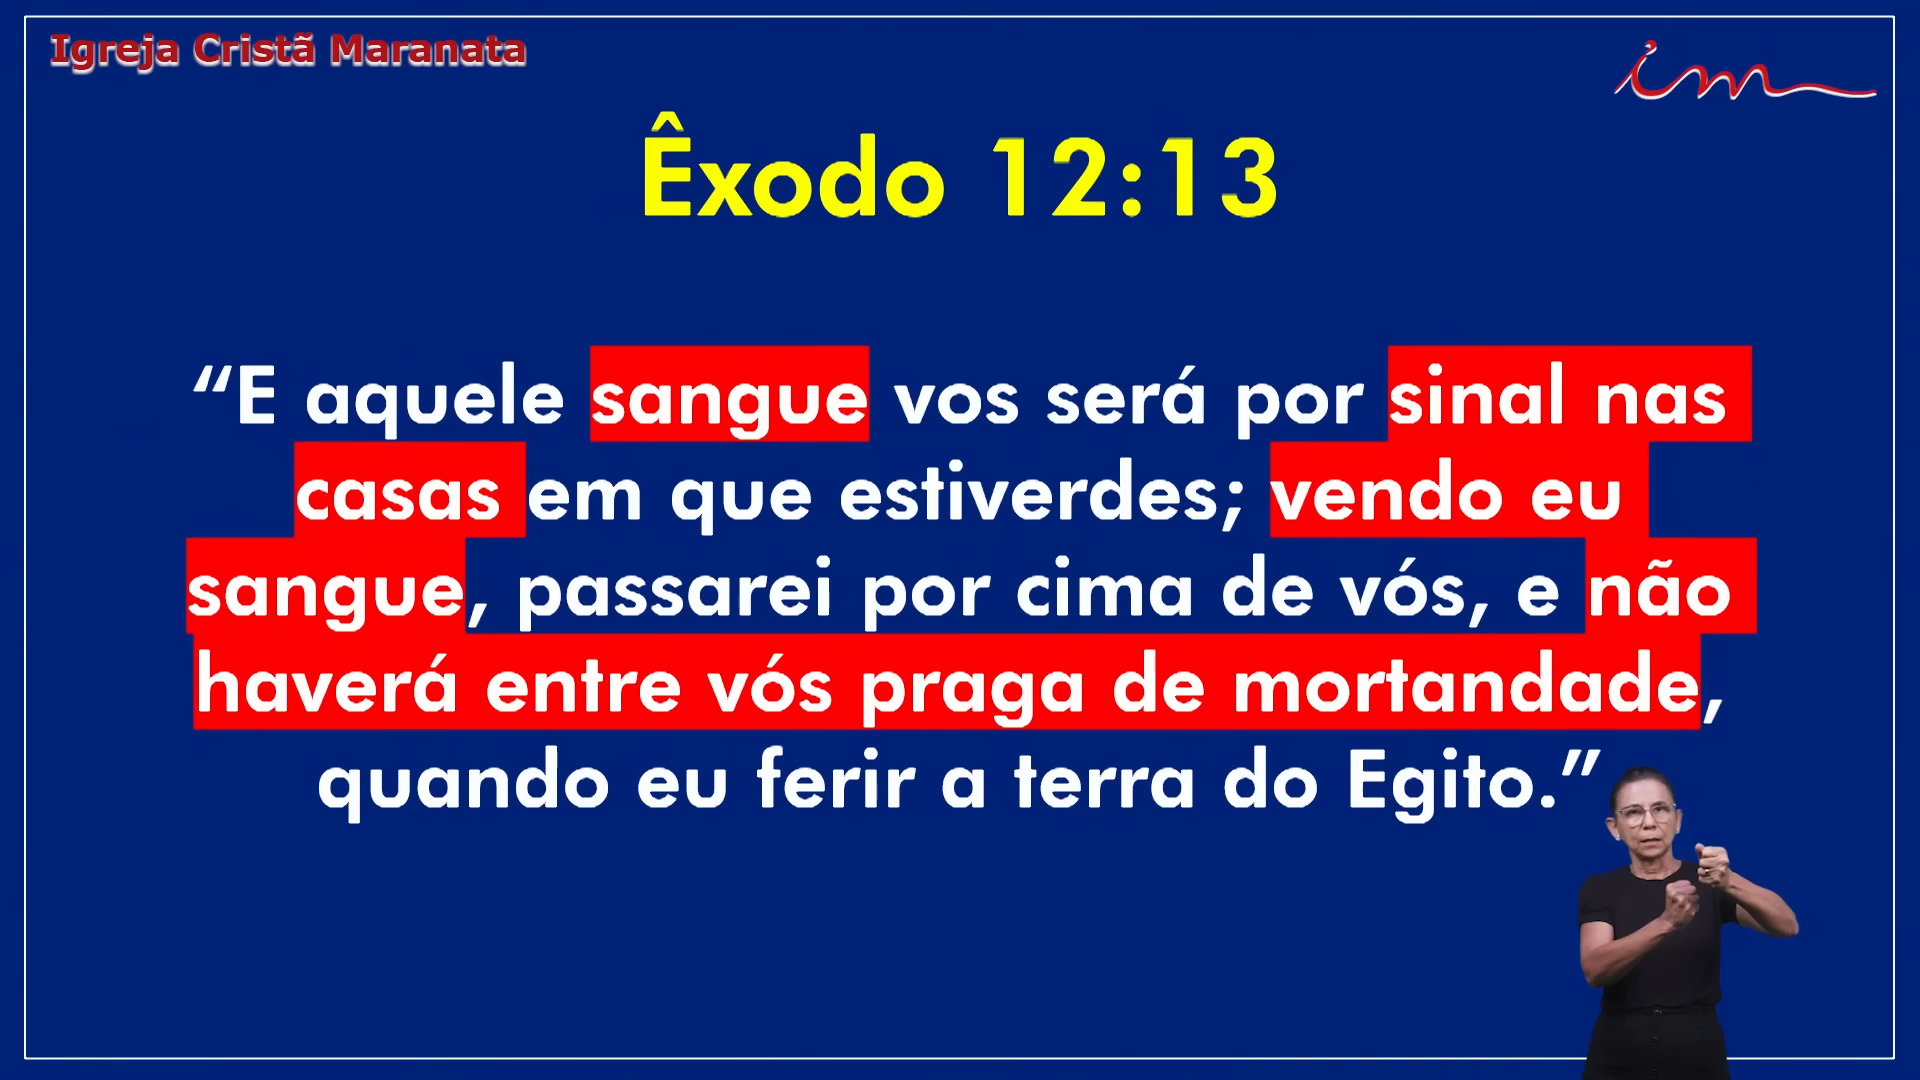 Igreja Cristã Maranata
im
Êxodo 12:13
“E aquele sangue vos será por sinal nas
casas em que estiverdes; vendo eu
sangue, passarei por cima de vós, e não
haverá entre vós praga de mortandade,
quando eu ferir a terra do Egito.”